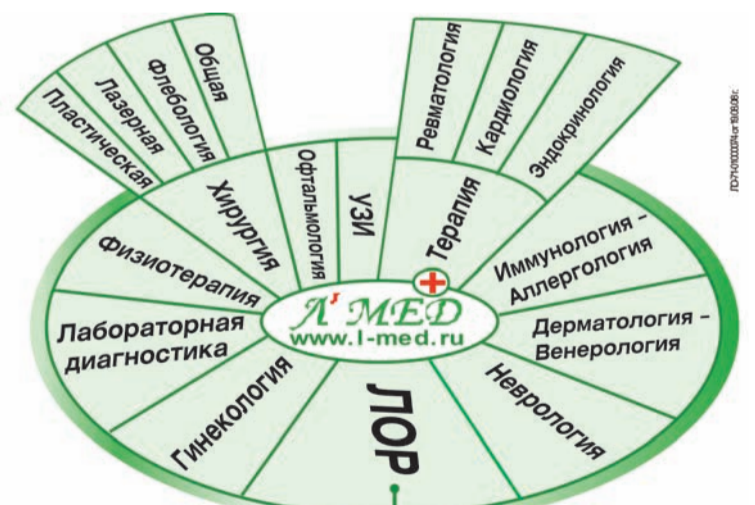 Пластическая
Лазерная
Флебология
Общая
Ревматология
Кардиология
Эндокринология
Хирургия
Офтальмология
УЗИ
Терапия
Физиотерапия
Иммунология –
Аллергология
Лабораторная
диагностика
Л'МЕD
www.l-med.ru
Дерматология –
Венерология
Гинекология
ЛОР
Неврология